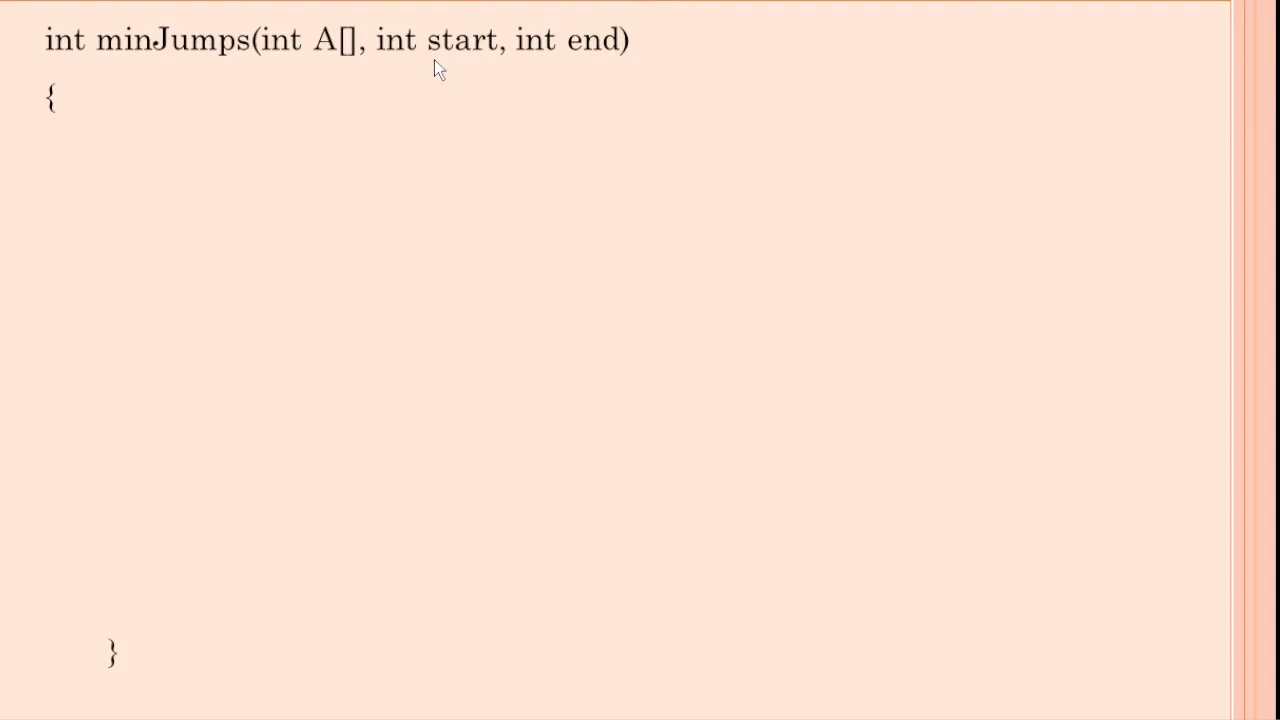 int minJumps(int A[], int start, int end)
{
}